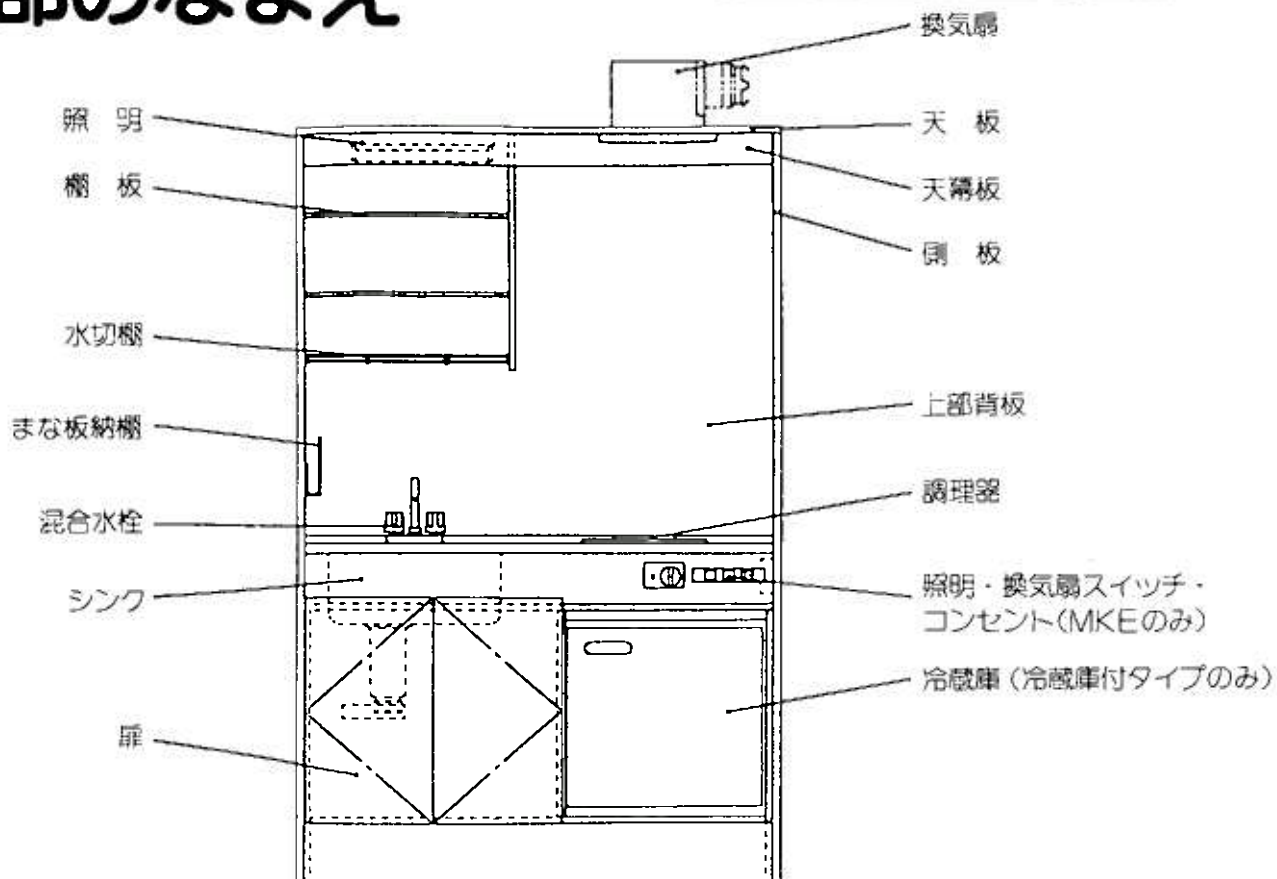 部のなまえ
換気扇
照 明
天 板
棚 板
天幕板
側 板
水切棚
まな板納棚
上部背板
調理器
混合水栓
シンク
照明・換気扇スイッチ・
コンセント(MKEのみ)
冷蔵庫(冷蔵庫付タイプのみ)
扉